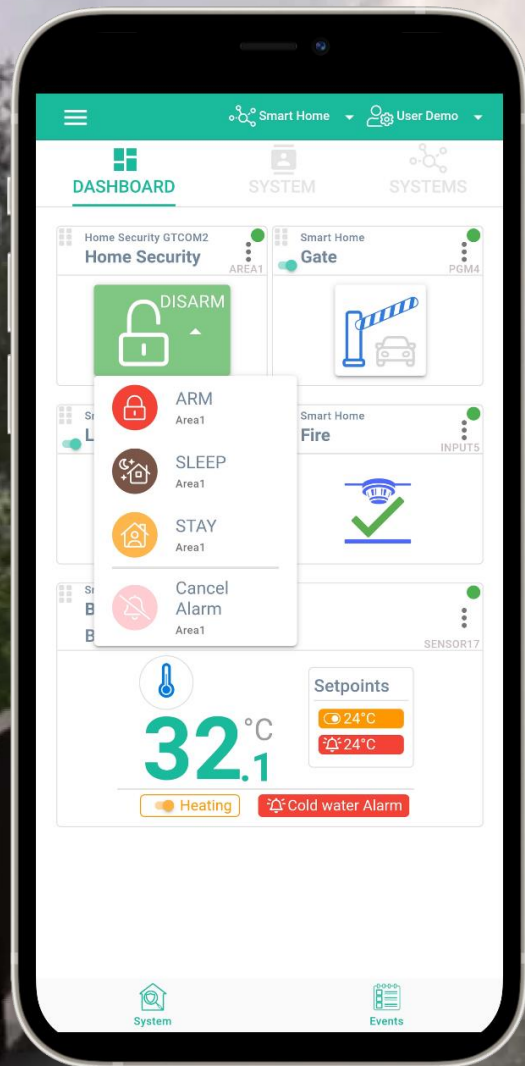 Smart Home
User Demo
DASHBOARD
SYSTEM
SYSTEMS
Home Security GTCOM2
Home Security
AREA1
Smart Home
Gate
PGM4
DISARM
ARM
Area1
SLEEP
Area1
STAY
Area1
Cancel
Alarm
Area1
Smart Home
Fire
INPUT5
SENSOR17
Setpoints
24°C
24°C
32.1 °C
Heating
Cold water Alarm
System
Events